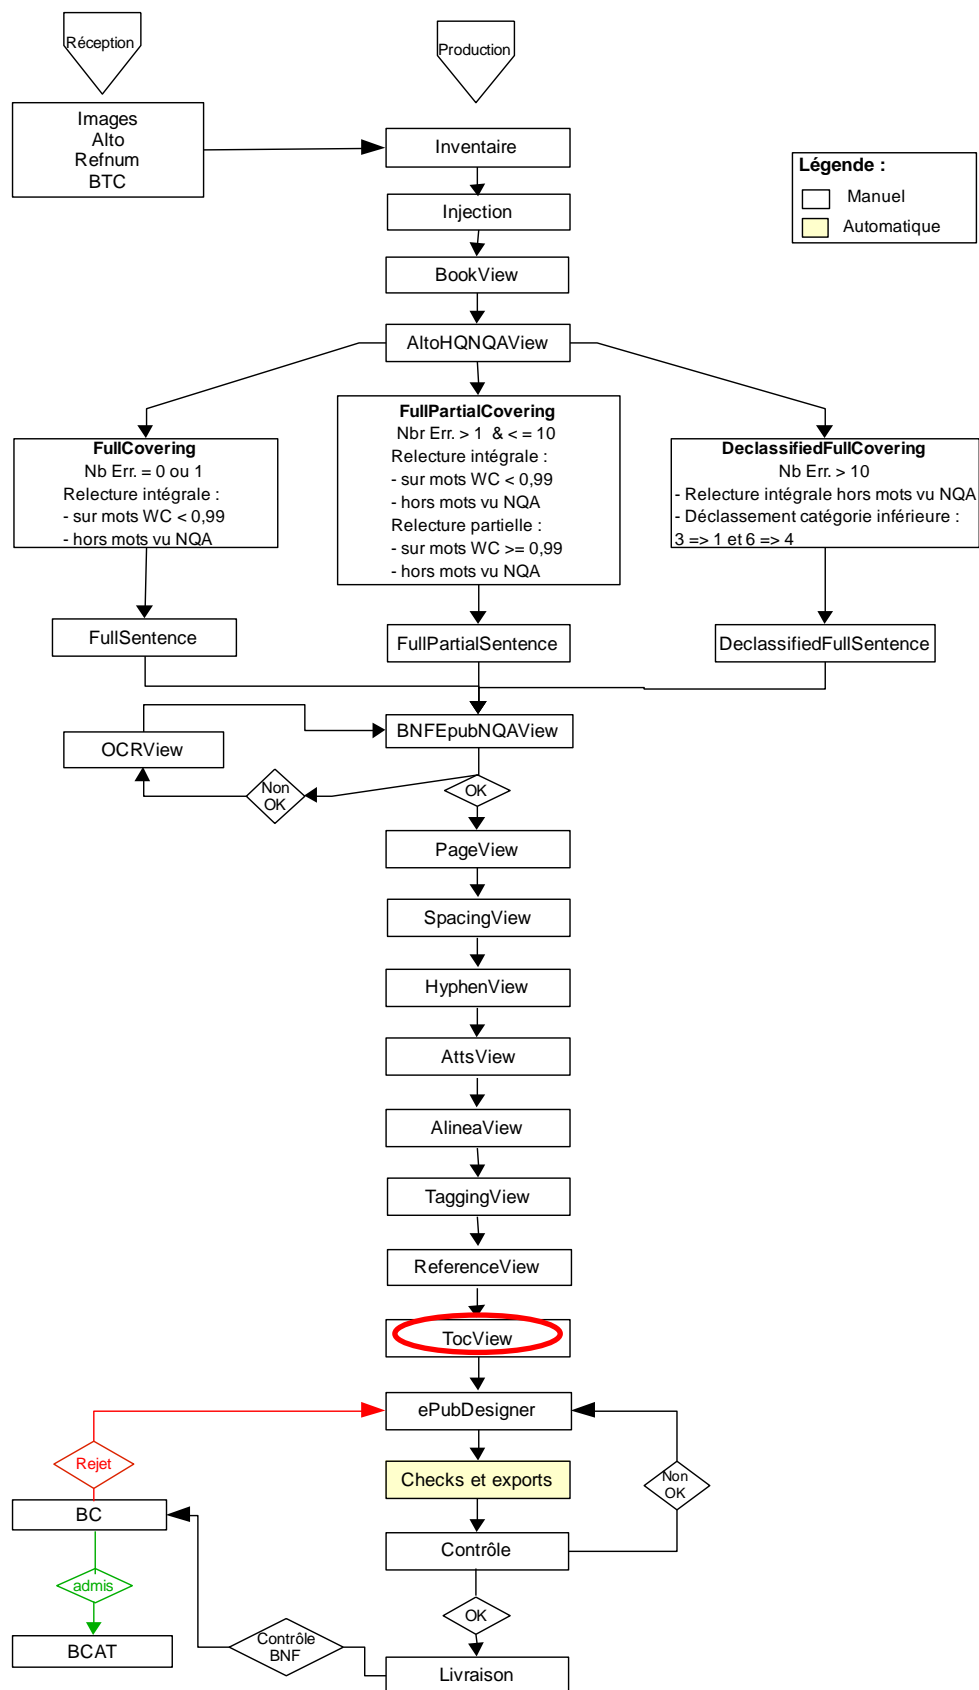 Réception
Production
Images
Alto
Refnum
BTC
Inventaire
Légende :
Manuel
Automatique
Injection
BookView
AltoHQNQAView
FullCovering
Nb Err. = 0 ou 1
Relecture intégrale :
- sur mots WC < 0,99
- hors mots vu NQA
FullPartialCovering
Nbr Err. > 1  & < = 10
Relecture intégrale :
- sur mots WC < 0,99
- hors mots vu NQA
Relecture partielle :
- sur mots WC >= 0,99
- hors mots vu NQA
DeclassifiedFullCovering
Nb Err. > 10
- Relecture intégrale hors mots vu NQA
- Déclassement catégorie inférieure :
3 => 1 et 6 => 4
FullSentence
FullPartialSentence
DeclassifiedFullSentence
BNFEpubNQAView
OCRView
Non
OK
OK
PageView
SpacingView
HyphenView
AttsView
AlineaView
TaggingView
ReferenceView
TocView
ePubDesigner
Rejet
Checks et exports
Non
OK
BC
Contrôle
admis
OK
Contrôle
BNF
BCAT
Livraison